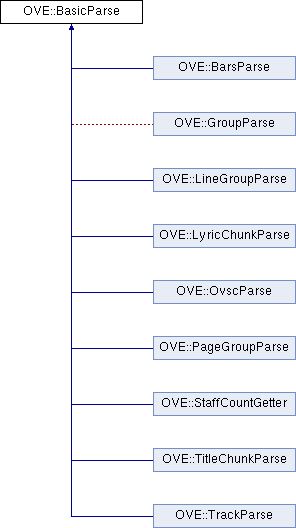 OVE::BasicParse
OVE::BarsParse
OVE::GroupParse
OVE::LineGroupParse
OVE::LyricChunkParse
OVE::OvscParse
OVE::PageGroupParse
OVE::StaffCountGetter
OVE::TitleChunkParse
OVE::TrackParse